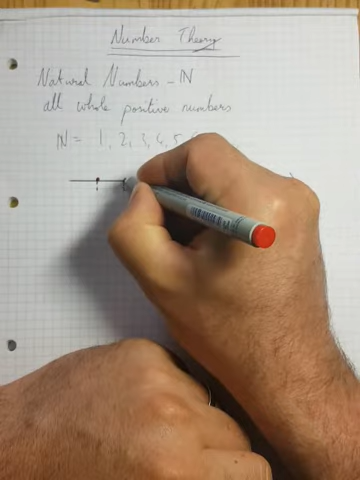 Number Theory
Natural Numbers - ℕ
all whole positive numbers
ℕ = 1, 2, 3, 4, 5,